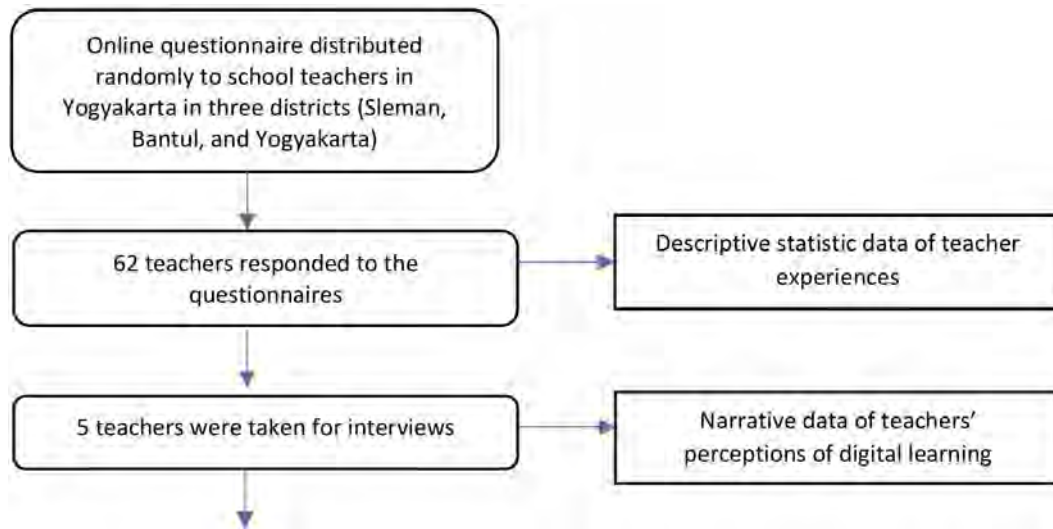 Online questionnaire distributed
randomly to school teachers in
Yogyakarta in three districts (Sleman,
Bantul, and Yogyakarta)
62 teachers responded to the
questionnaires
Descriptive statistic data of teacher
experiences
5 teachers were taken for interviews
Narrative data of teachers’
perceptions of digital learning